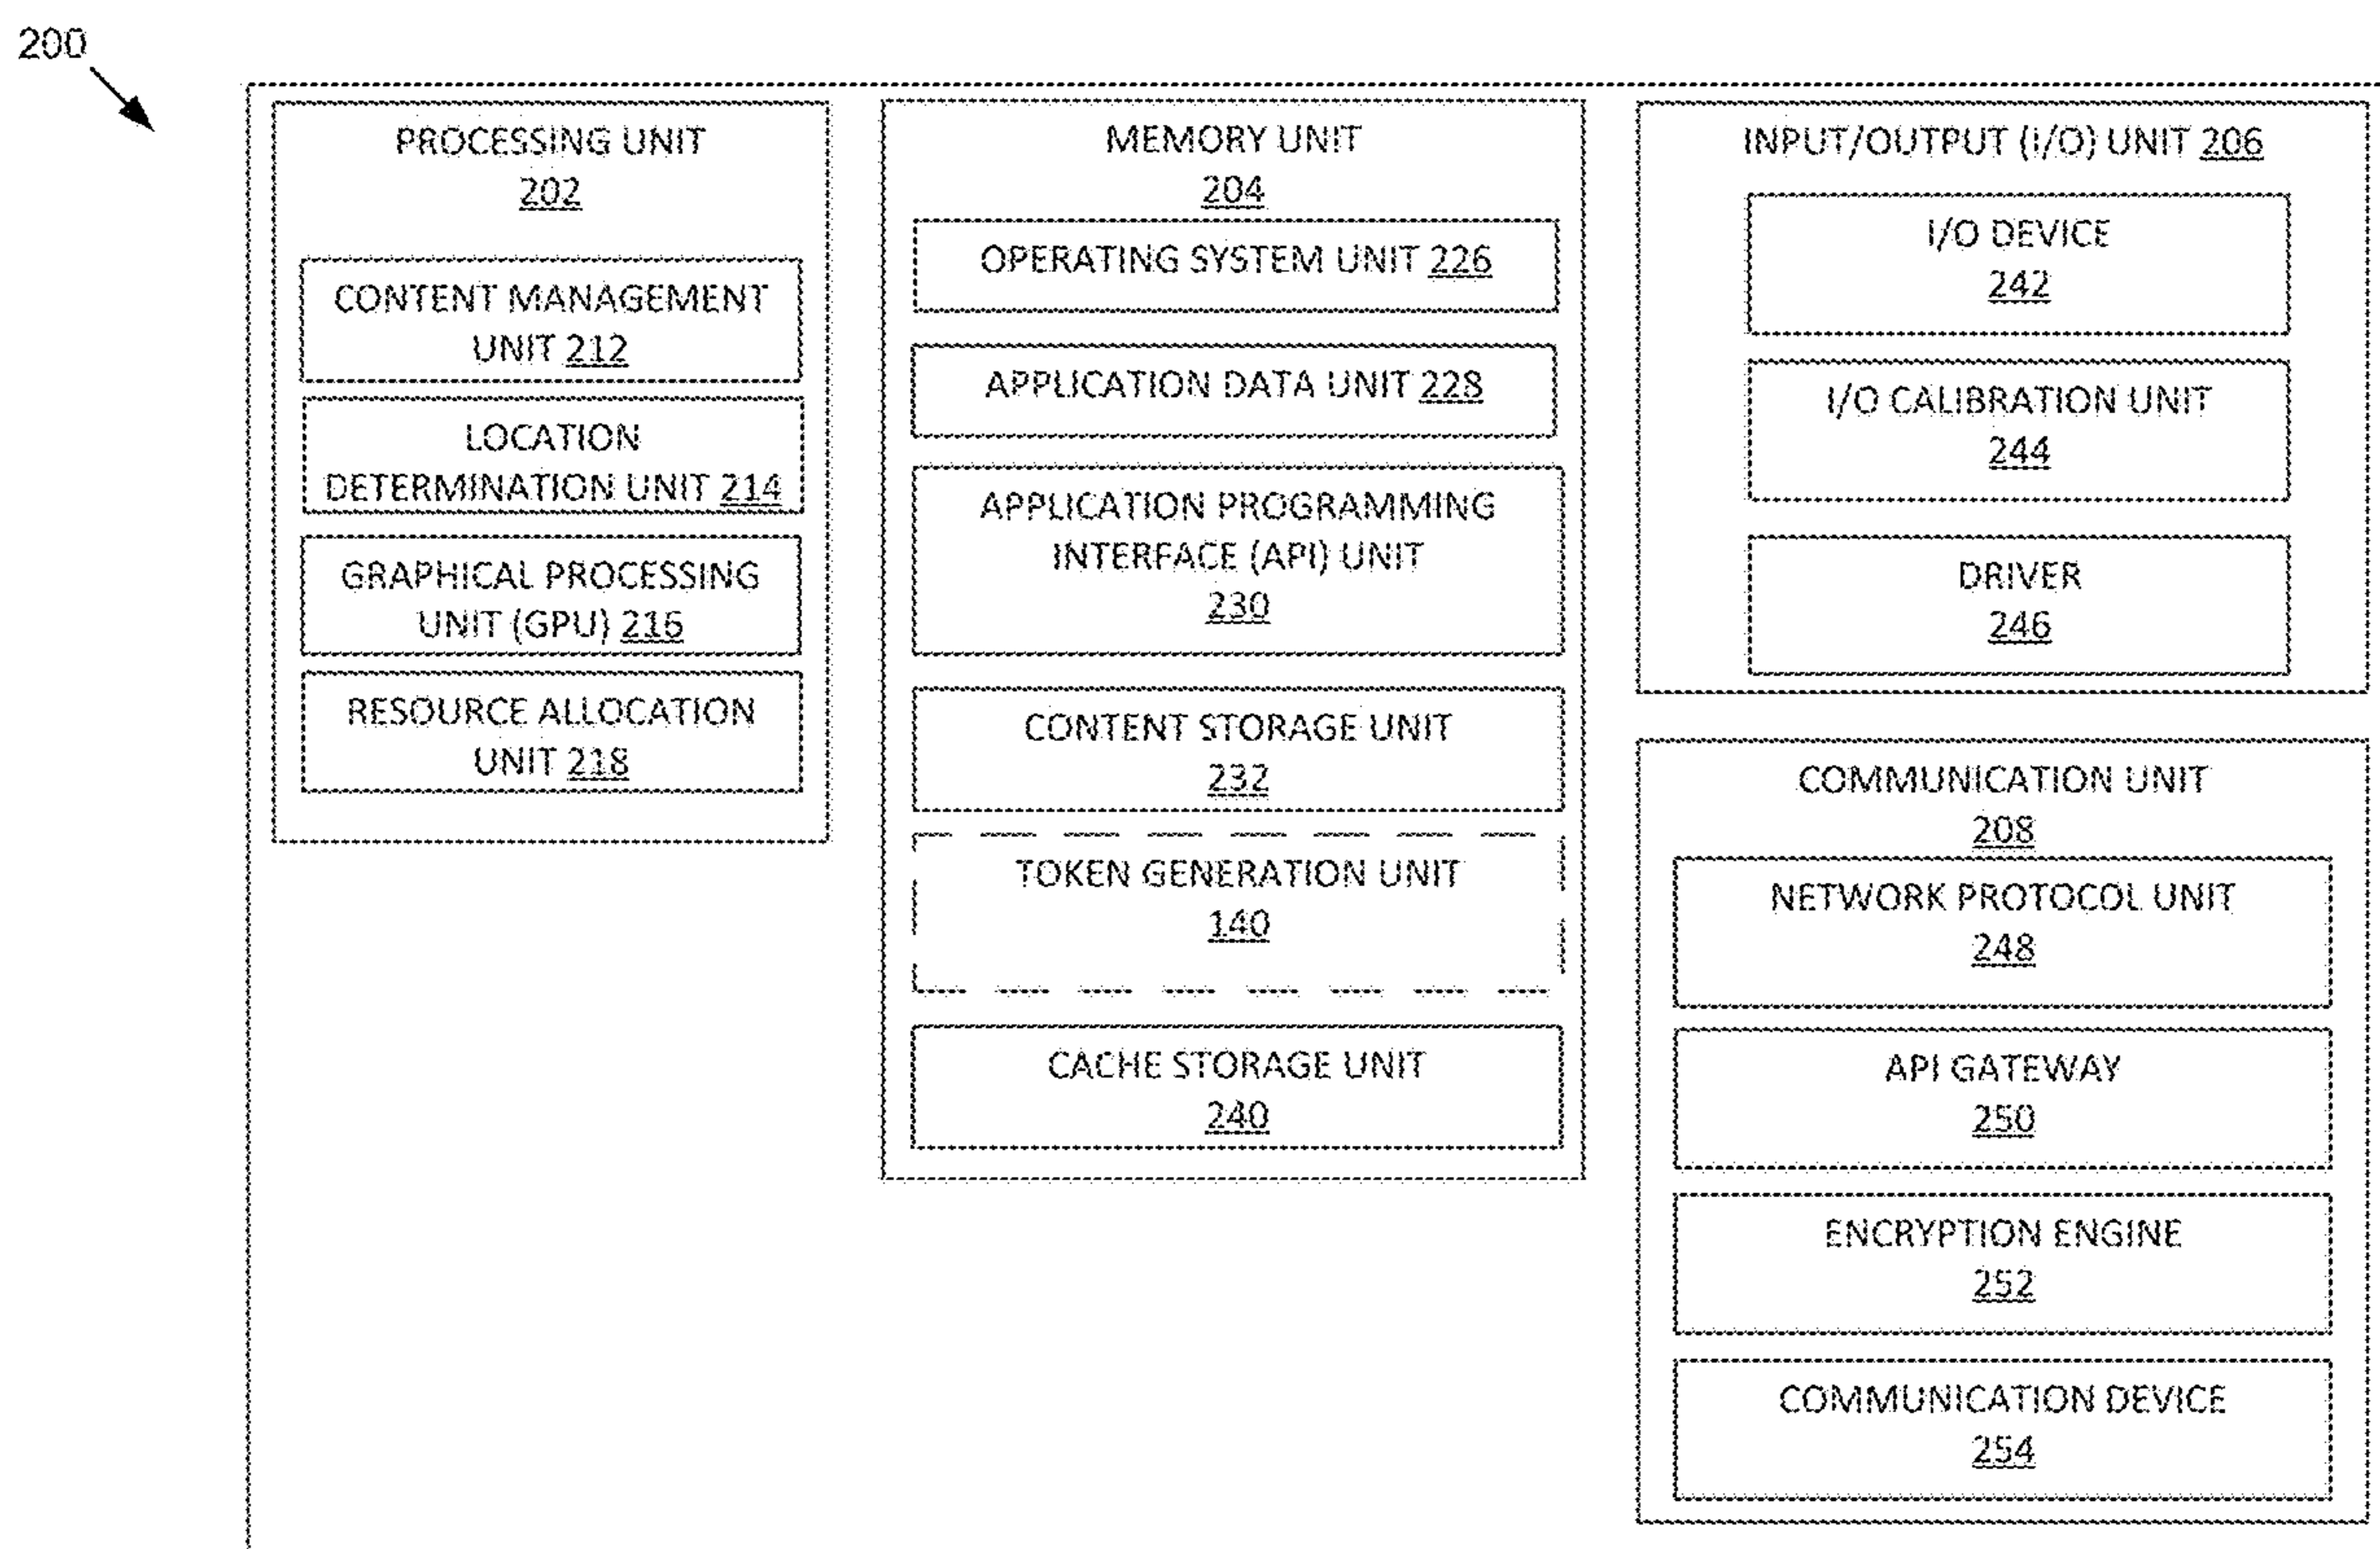 200
PROCESSING UNIT
202
CONTENT MANAGEMENT
UNIT 212
LOCATION
DETERMINATION UNIT 214
GRAPHICAL PROCESSING
UNIT (GPU) 216
RESOURCE ALLOCATION
UNIT 218
MEMORY UNIT
204
OPERATING SYSTEM UNIT 226
APPLICATION DATA UNIT 228
APPLICATION PROGRAMMING
INTERFACE (API) UNIT
230
CONTENT STORAGE UNIT
232
TOKEN GENERATION UNIT
140
CACHE STORAGE UNIT
240
INPUT/OUTPUT (I/O) UNIT 206
I/O DEVICE
242
I/O CALIBRATION UNIT
244
DRIVER
246
COMMUNICATION UNIT
208
NETWORK PROTOCOL UNIT
248
API GATEWAY
250
ENCRYPTION ENGINE
252
COMMUNICATION DEVICE
254